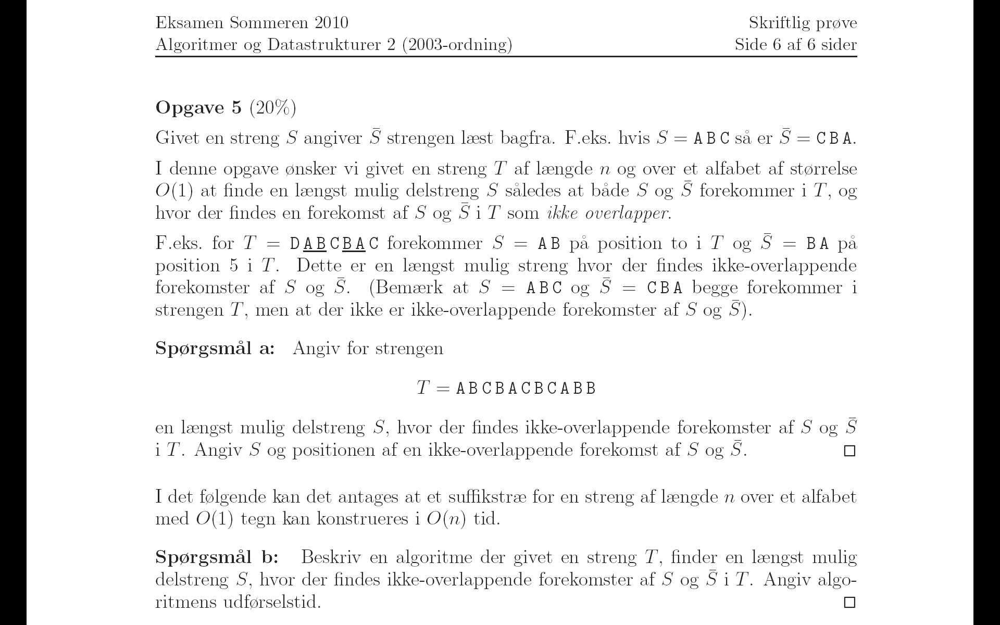 Eksamen Sommeren 2010 Skriftlig prøve
Algoritmer og Datastrukturer 2 (2003-ordning) Side 6 af 6 sider
Opgave 5 (20%)
Givet en streng S angiver S̄ strengen læst bagfra. F.eks. hvis S = A B C så er S̄ = C B A.
I denne opgave ønsker vi givet en streng T af længde n og over et alfabet af størrelse
O(1) at finde en længst mulig delstreng S således at både S og S̄ forekommer i T, og
hvor der findes en forekomst af S og S̄ i T som ikke overlapper.
F.eks. for T = D A B C B A C forekommer S = A B på position to i T og S̄ = B A på
position 5 i T. Dette er en længst mulig streng hvor der findes ikke-overlappende
forekomster af S og S̄. (Bemærk at S = A B C og S̄ = C B A begge forekommer i
strengen T, men at der ikke er ikke-overlappende forekomster af S og S̄).
Spørgsmål a: Angiv for strengen
T = A B C B A C B C A B B
en længst mulig delstreng S, hvor der findes ikke-overlappende forekomster af S og S̄
i T. Angiv S og positionen af en ikke-overlappende forekomst af S og S̄. □
I det følgende kan det antages at et suffikstræ for en streng af længde n over et alfabet
med O(1) tegn kan konstrueres i O(n) tid.
Spørgsmål b: Beskriv en algoritme der givet en streng T, finder en længst mulig
delstreng S, hvor der findes ikke-overlappende forekomster af S og S̄ i T. Angiv algo-
ritmens udførselstid. □